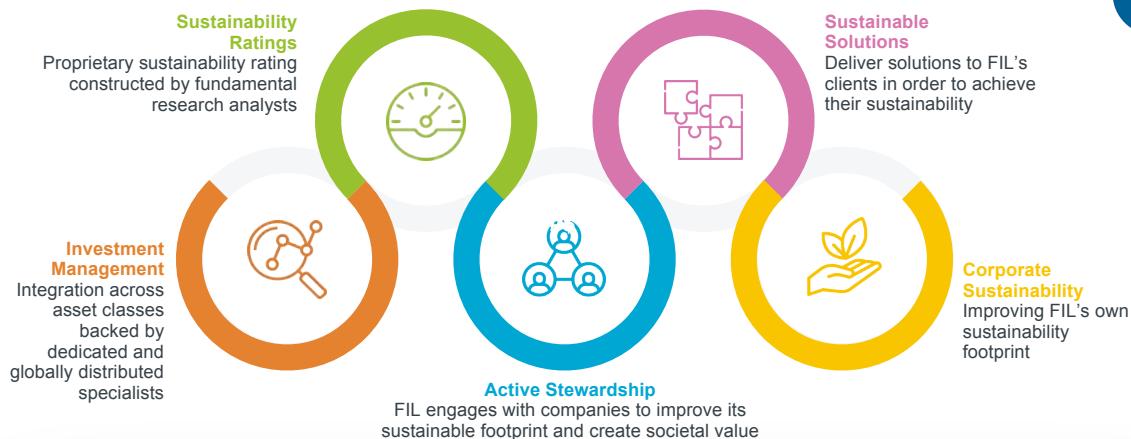 Sustainability
Ratings
Proprietary sustainability rating
constructed by fundamental
research analysts
Sustainable
Solutions
Deliver solutions to FIL's
clients in order to achieve
their sustainability
Investment
Management
Integration across
asset classes
backed by
dedicated and
globally distributed
specialists
Active Stewardship
FIL engages with companies to improve its
sustainable footprint and create societal value
Corporate
Sustainability
Improving FIL's own
sustainability
footprint